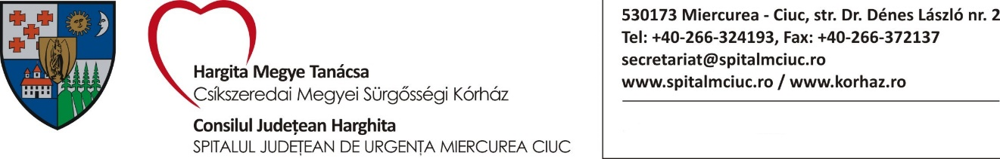 Hargita Megye Tanácsa
Csíkszeredai Megyei Sürgősségi Kórház
Consilul Județean Harghita
SPITALUL JUDEȚEAN DE URGENȚA MIERCUREA CIUC
530173 Miercurea - Ciuc, str. Dr. Dénes László nr. 2
Tel: +40-266-324193, Fax: +40-266-372137
secretariat@spitalmciuc.ro
www.spitalmciuc.ro / www.korhaz.ro